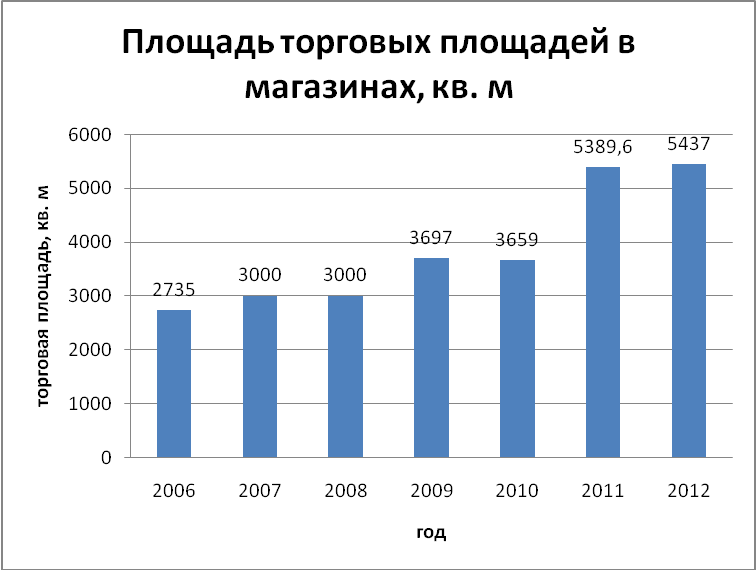 Площадь торговых площадей в
магазинах, кв. м
торговая площадь, кв. м
6000
5000
4000
3000
2000
1000
0
2735
3000
3000
3697
3659
5389,6
5437
2006 2007 2008 2009 2010 2011 2012
год